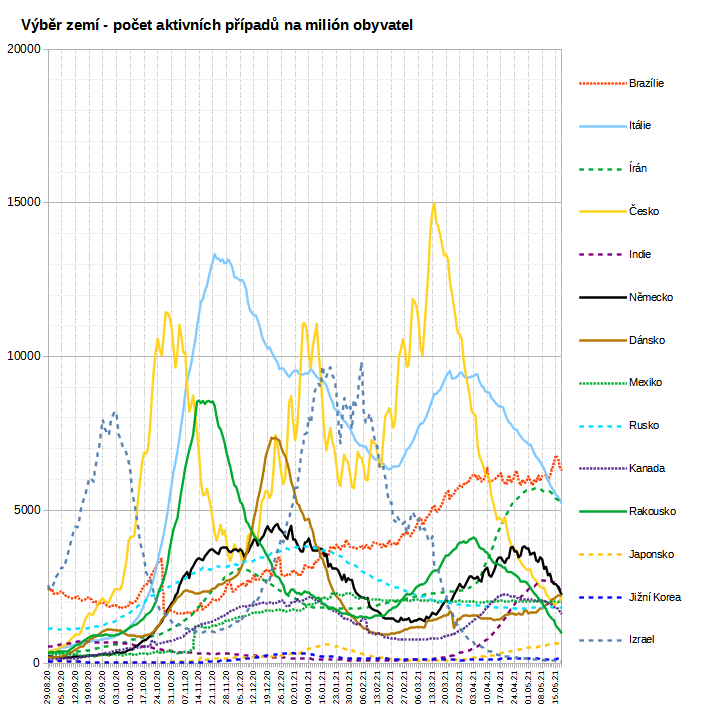 Výběr zemí - počet aktivních případů na milión obyvatel
20000
15000
10000
5000
0
29.08.20
05.09.20
12.09.20
19.09.20
26.09.20
03.10.20
10.10.20
17.10.20
24.10.20
31.10.20
07.11.20
14.11.20
21.11.20
28.11.20
05.12.20
12.12.20
19.12.20
26.12.20
02.01.21
09.01.21
16.01.21
23.01.21
30.01.21
06.02.21
13.02.21
20.02.21
27.02.21
06.03.21
13.03.21
20.03.21
27.03.21
03.04.21
10.04.21
17.04.21
24.04.21
01.05.21
08.05.21
15.05.21
Brazílie
Itálie
Írán
Česko
Indie
Německo
Dánsko
Mexiko
Rusko
Kanada
Rakousko
Japonsko
Jižní Korea
Izrael